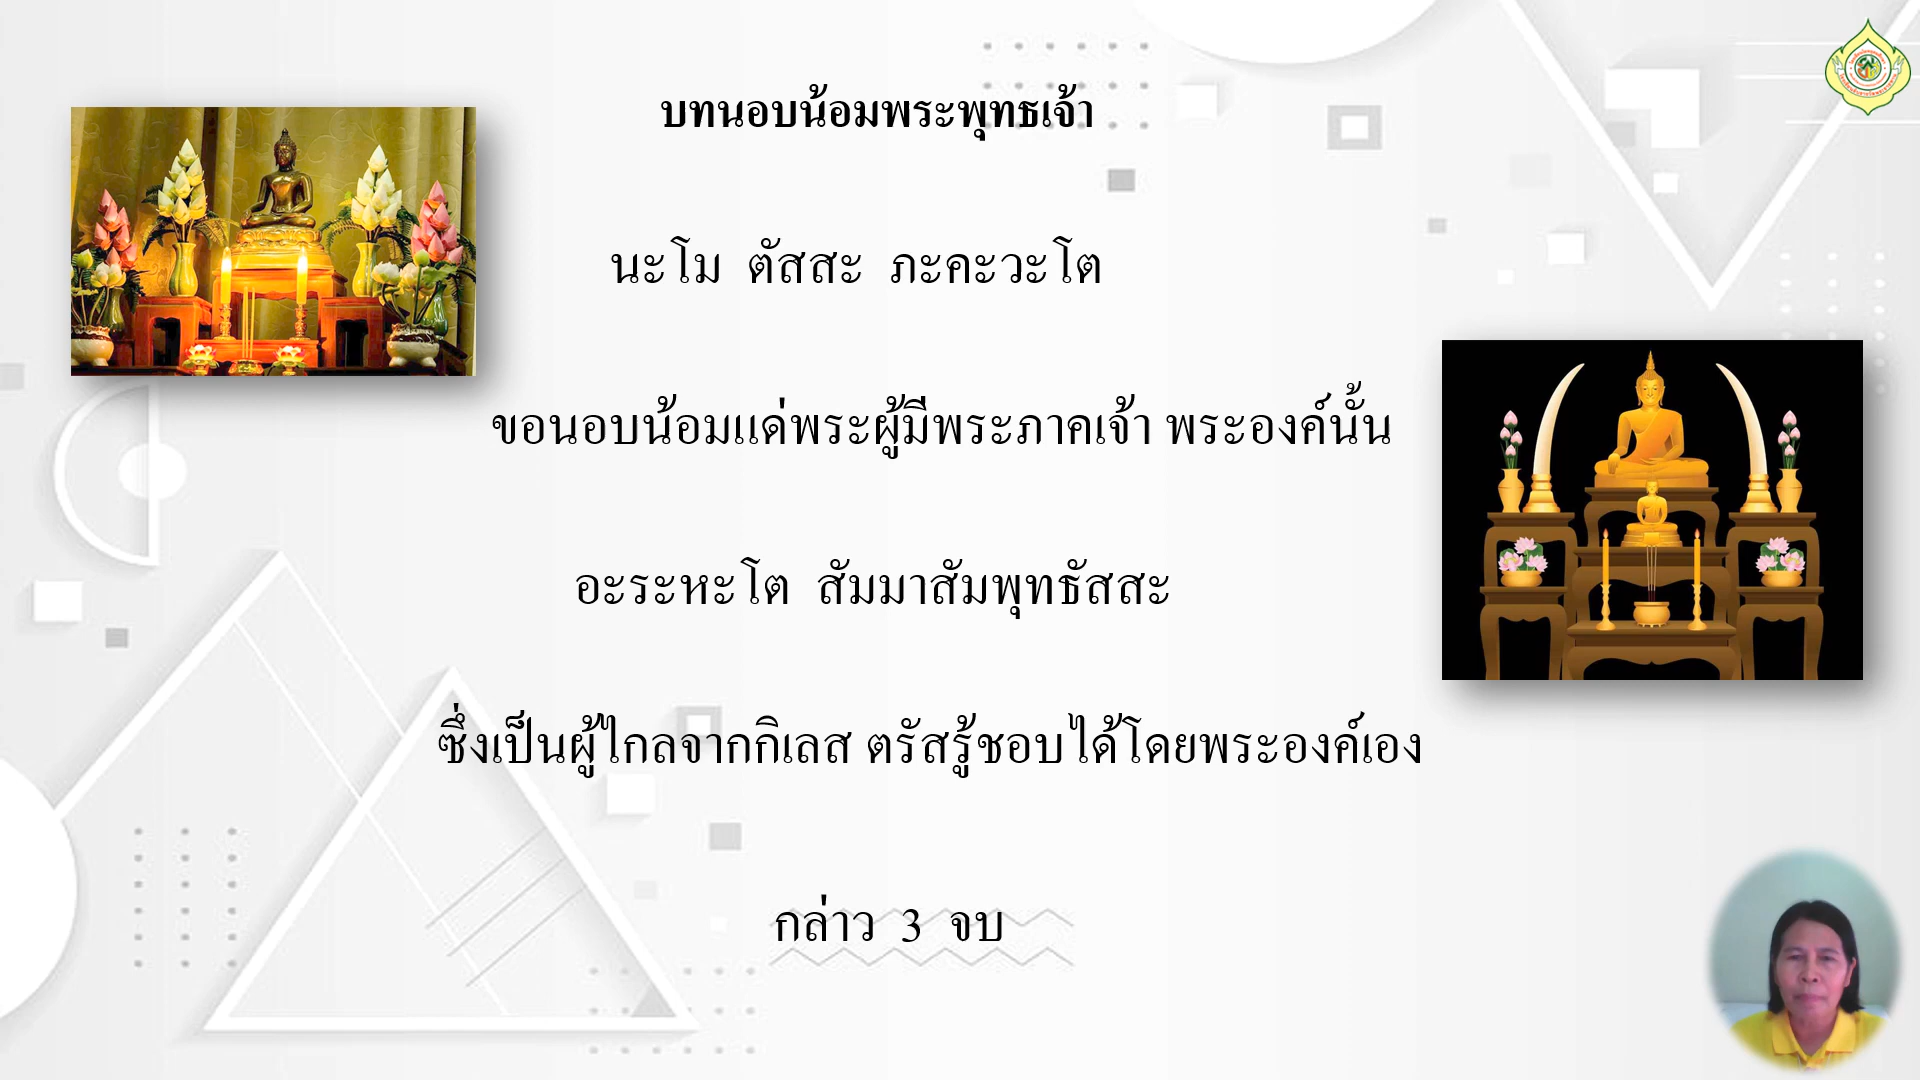 บทนอบน้อมพระพุทธเจ้า
นะโม ตัสสะ ภะคะวะโต
ขอนอบน้อมแด่พระผู้มีพระภาคเจ้า พระองค์นั้น
อะระหะโต สัมมาสัมพุทธัสสะ
ซึ่งเป็นผู้ไกลจากกิเลส ตรัสรู้ชอบได้โดยพระองค์เอง
กล่าว 3 จบ